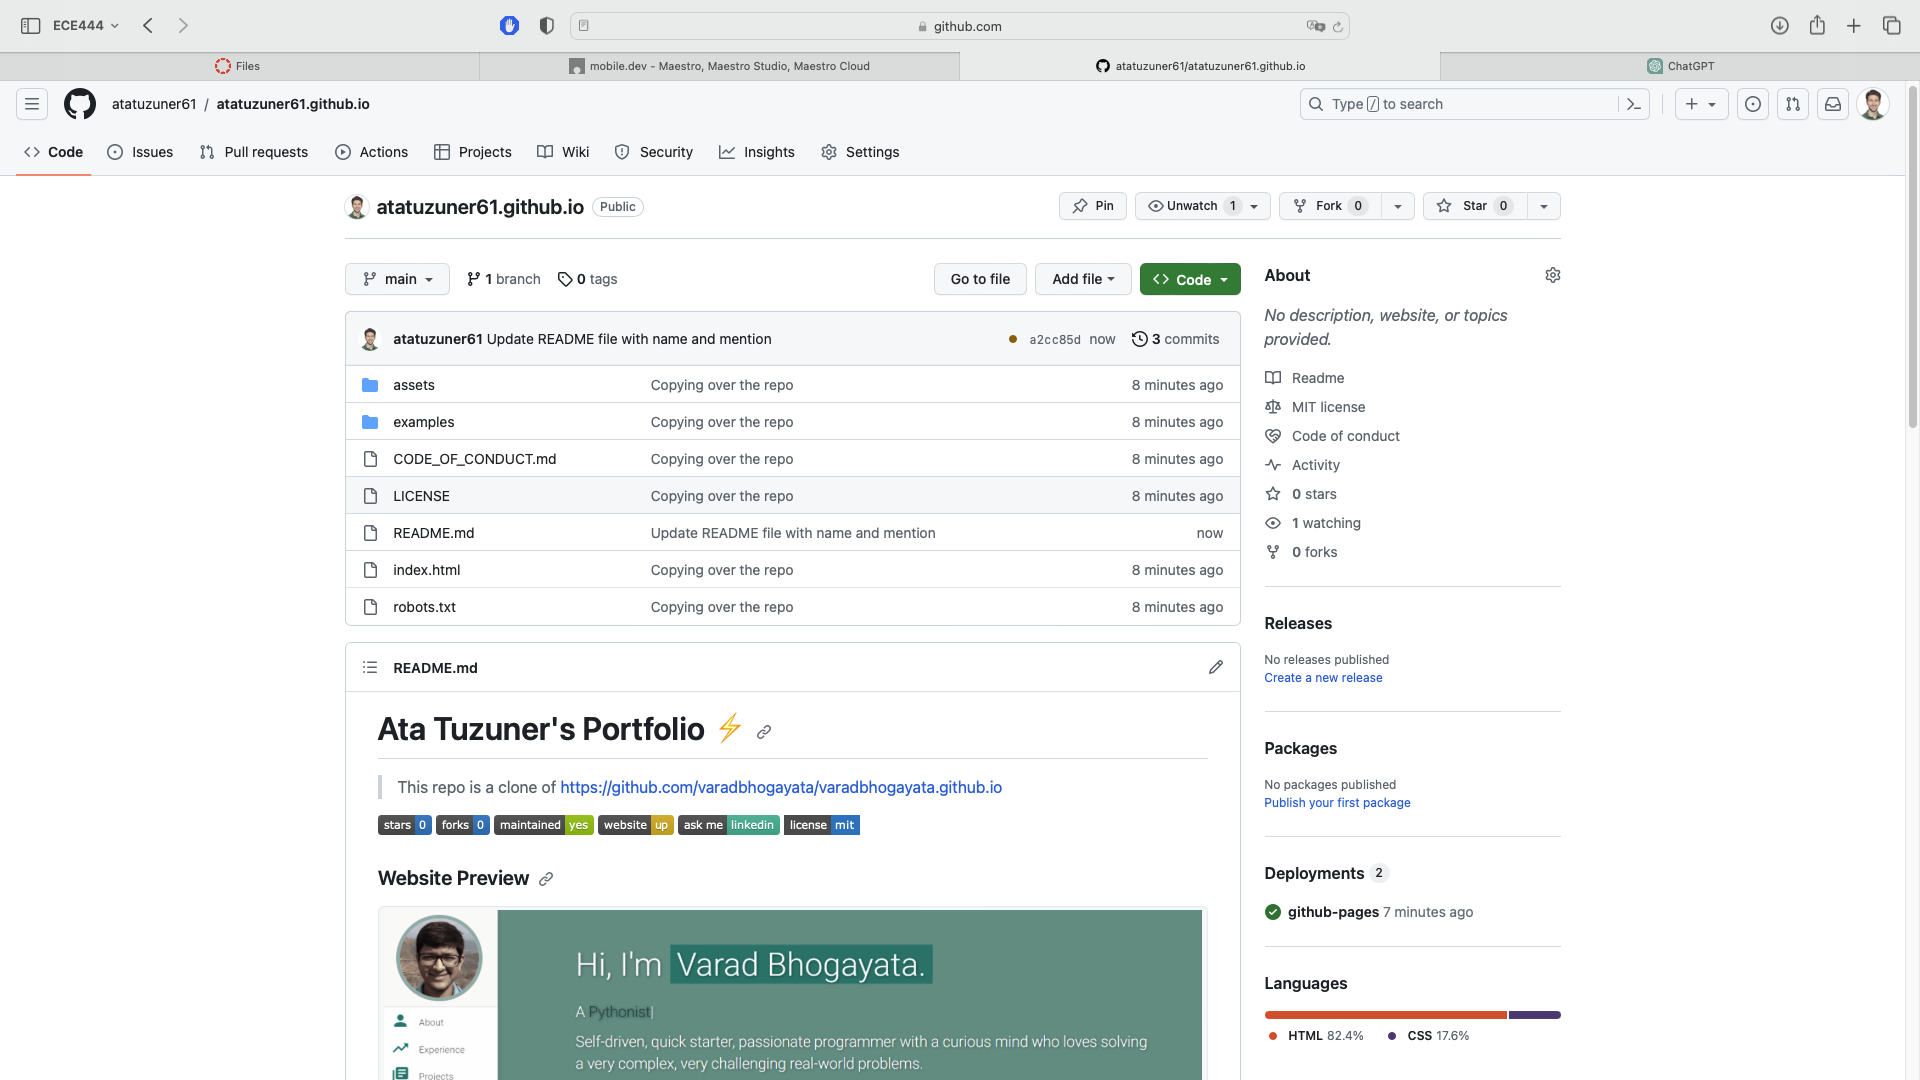 ECE444
github.com
Files
mobile.dev - Maestro, Maestro Studio, Maestro Cloud
atatuzuner61/atatuzuner61.github.io
ChatGPT
atatuzuner61 / atatuzuner61.github.io
Type / to search
Code
Issues
Pull requests
Actions
Projects
Wiki
Security
Insights
Settings
atatuzuner61.github.io Public
Pin
Unwatch 1
Fork 0
Star 0
main
1 branch
0 tags
Go to file
Add file
Code
atatuzuner61 Update README file with name and mention a2cc85d now 3 commits
assets Copying over the repo 8 minutes ago
examples Copying over the repo 8 minutes ago
CODE_OF_CONDUCT.md Copying over the repo 8 minutes ago
LICENSE Copying over the repo 8 minutes ago
README.md Update README file with name and mention now
index.html Copying over the repo 8 minutes ago
robots.txt Copying over the repo 8 minutes ago
README.md
Ata Tuzuner's Portfolio ⚡
This repo is a clone of https://github.com/varadbhogayata/varadbhogayata.github.io
stars 0 forks 0 maintained yes website up ask me linkedin license mit
Website Preview
Hi, I'm Varad Bhogayata.
A Pythonist|
Self-driven, quick starter, passionate programmer with a curious mind who loves solving
a very complex, very challenging real-world problems.
About
Experience
Projects
About
No description, website, or topics
provided.
Readme
MIT license
Code of conduct
Activity
0 stars
1 watching
0 forks
Releases
No releases published
Create a new release
Packages
No packages published
Publish your first package
Deployments 2
github-pages 7 minutes ago
Languages
HTML 82.4% CSS 17.6%